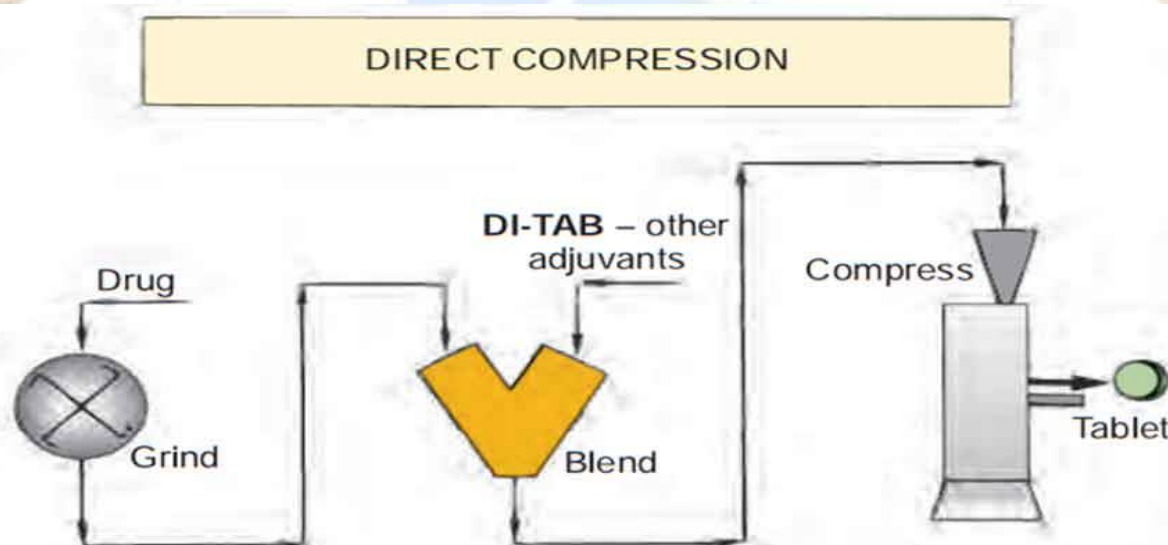 DIRECT COMPRESSION
DI-TAB – other
adjuvants
Drug
Compress
Grind
Blend
Tablet